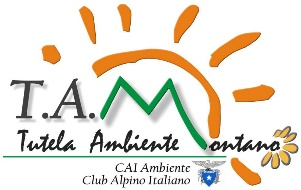 T.A.M
Tutela Ambiente Montano
CAI Ambiente
Club Alpino Italiano